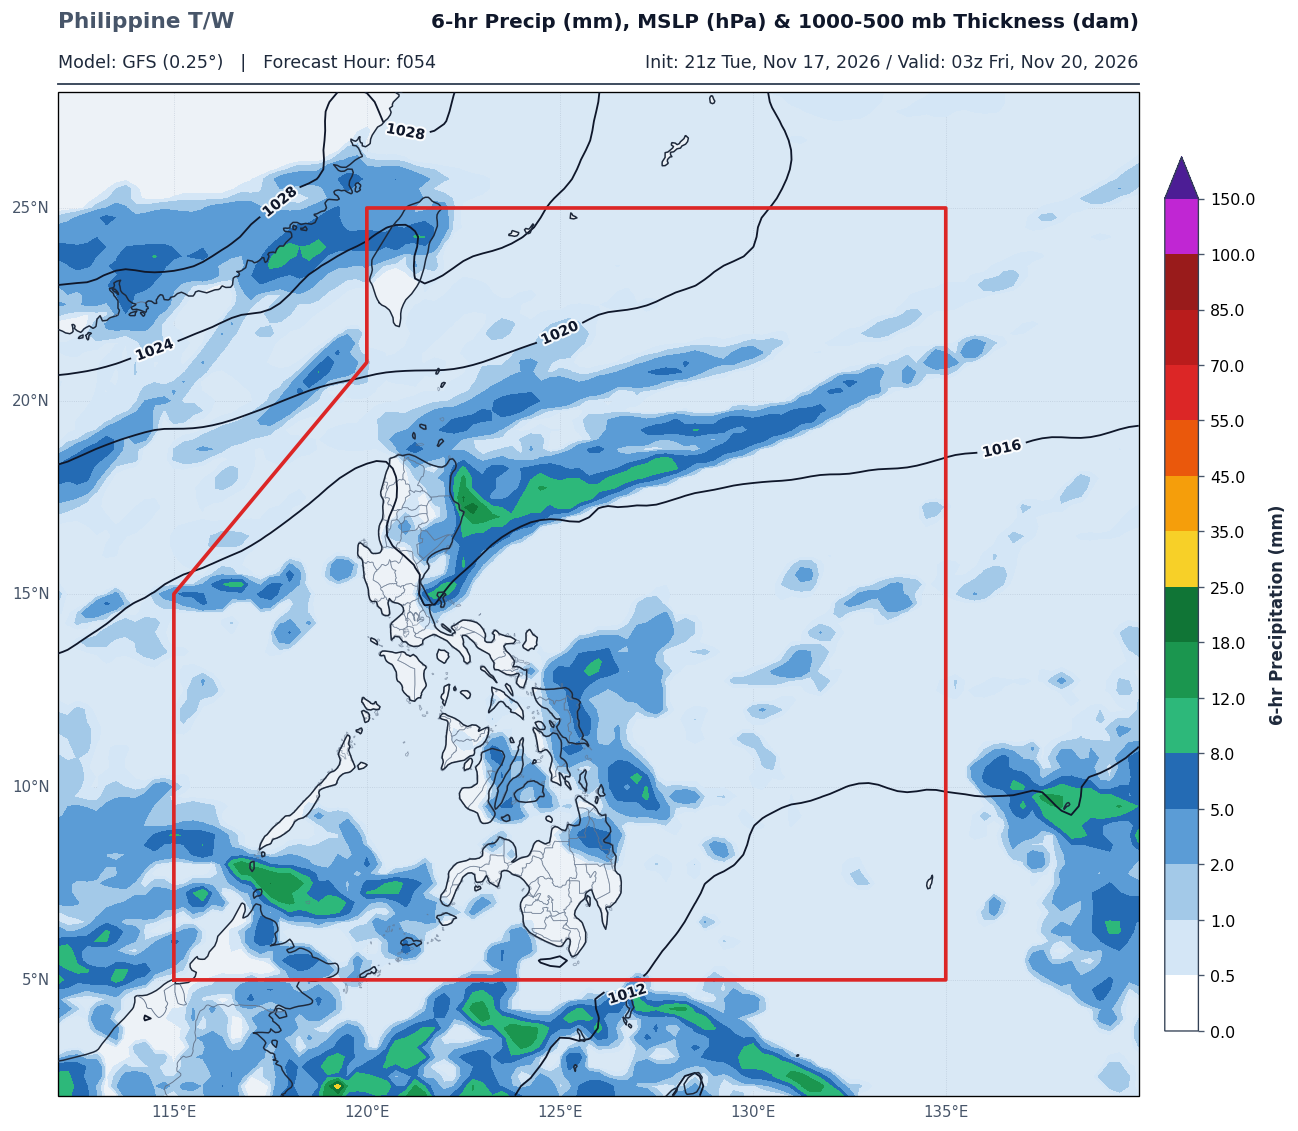 Philippine T/W
6-hr Precip (mm), MSLP (hPa) & 1000-500 mb Thickness (dam)
Model: GFS (0.25°) | Forecast Hour: f054
Init: 21z Tue, Nov 17, 2026 / Valid: 03z Fri, Nov 20, 2026
1028
1028
1024
1020
1016
1012
25°N
20°N
15°N
10°N
5°N
115°E
120°E
125°E
130°E
135°E
150.0
100.0
85.0
70.0
55.0
45.0
35.0
25.0
18.0
12.0
8.0
5.0
2.0
1.0
0.5
0.0
6-hr Precipitation (mm)